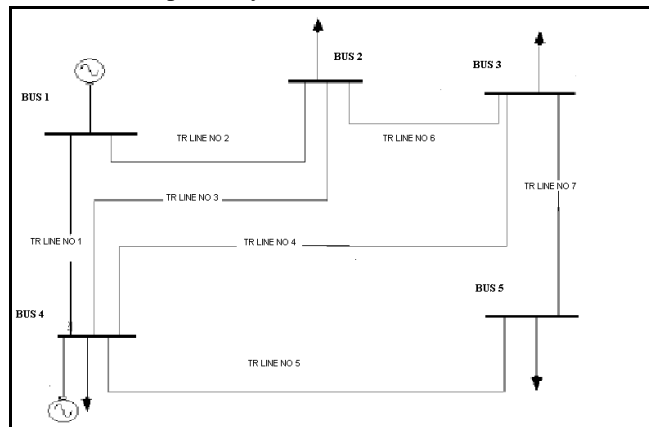 BUS 2
BUS 3
BUS 1
TR LINE NO 2
TR LINE NO 6
TR LINE NO 7
TR LINE NO 3
TR LINE NO 1
TR LINE NO 4
BUS 5
BUS 4
TR LINE NO 5